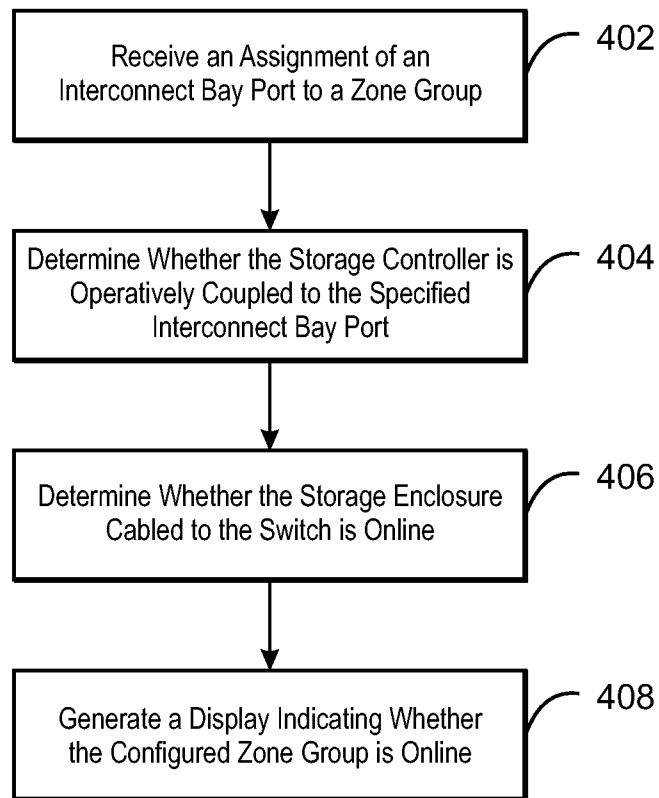 Receive an Assignment of an
Interconnect Bay Port to a Zone Group
402
Determine Whether the Storage Controller is
Operatively Coupled to the Specified
Interconnect Bay Port
404
Determine Whether the Storage Enclosure
Cabled to the Switch is Online
406
Generate a Display Indicating Whether
the Configured Zone Group is Online
408